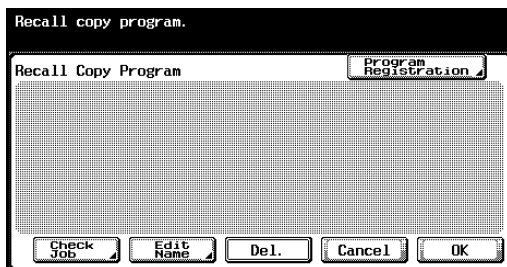 Recall copy program.
Recall Copy Program
Program
Registration
Check
Job
Edit
Name
Del.
Cancel
OK